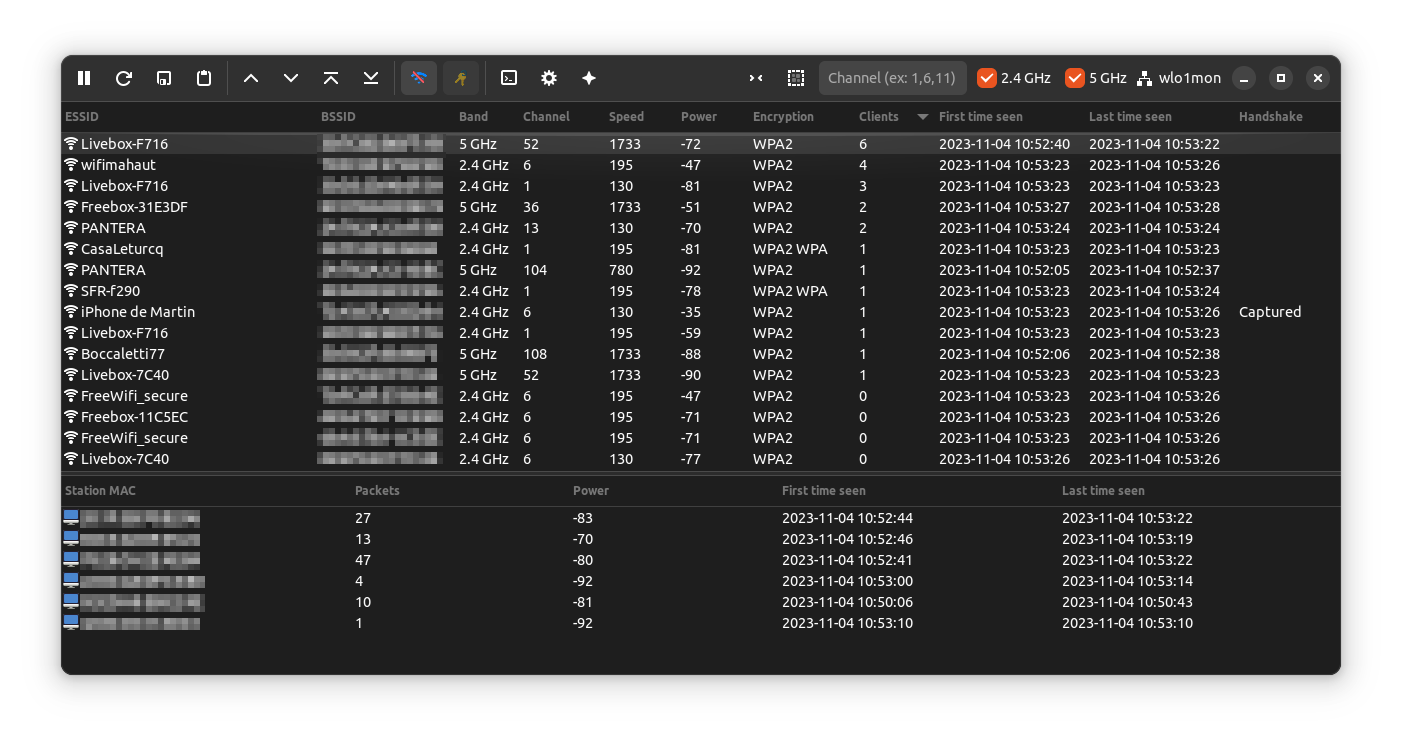 Channel (ex: 1,6,11) 2.4 GHz 5 GHz wlo1mon
ESSID BSSID Band Channel Speed Power Encryption Clients First time seen Last time seen Handshake
Livebox-F716 5 GHz 52 1733 -72 WPA2 6 2023-11-04 10:52:40 2023-11-04 10:53:22
wifimahaut 2.4 GHz 6 195 -47 WPA2 4 2023-11-04 10:53:23 2023-11-04 10:53:26
Livebox-F716 2.4 GHz 1 130 -81 WPA2 3 2023-11-04 10:53:23 2023-11-04 10:53:23
Freebox-31E3DF 5 GHz 36 1733 -51 WPA2 2 2023-11-04 10:53:27 2023-11-04 10:53:28
PANTERA 2.4 GHz 13 130 -70 WPA2 2 2023-11-04 10:53:24 2023-11-04 10:53:24
CasaLeturcq 2.4 GHz 1 195 -81 WPA2 WPA 1 2023-11-04 10:53:23 2023-11-04 10:53:23
PANTERA 5 GHz 104 780 -92 WPA2 1 2023-11-04 10:52:05 2023-11-04 10:52:37
SFR-f290 2.4 GHz 1 195 -78 WPA2 WPA 1 2023-11-04 10:53:23 2023-11-04 10:53:24
iPhone de Martin 2.4 GHz 6 130 -35 WPA2 1 2023-11-04 10:53:23 2023-11-04 10:53:26 Captured
Livebox-F716 2.4 GHz 1 195 -59 WPA2 1 2023-11-04 10:53:23 2023-11-04 10:53:23
Boccaletti77 5 GHz 108 1733 -88 WPA2 1 2023-11-04 10:52:06 2023-11-04 10:52:38
Livebox-7C40 5 GHz 52 1733 -90 WPA2 1 2023-11-04 10:53:23 2023-11-04 10:53:23
FreeWifi_secure 2.4 GHz 6 195 -47 WPA2 0 2023-11-04 10:53:23 2023-11-04 10:53:26
Freebox-11C5EC 2.4 GHz 6 195 -71 WPA2 0 2023-11-04 10:53:23 2023-11-04 10:53:26
FreeWifi_secure 2.4 GHz 6 195 -71 WPA2 0 2023-11-04 10:53:23 2023-11-04 10:53:26
Livebox-7C40 2.4 GHz 6 130 -77 WPA2 0 2023-11-04 10:53:26 2023-11-04 10:53:26
Station MAC Packets Power First time seen Last time seen
27 -83 2023-11-04 10:52:44 2023-11-04 10:53:22
13 -70 2023-11-04 10:52:46 2023-11-04 10:53:19
47 -80 2023-11-04 10:52:41 2023-11-04 10:53:22
4 -92 2023-11-04 10:53:00 2023-11-04 10:53:14
10 -81 2023-11-04 10:50:06 2023-11-04 10:50:43
1 -92 2023-11-04 10:53:10 2023-11-04 10:53:10